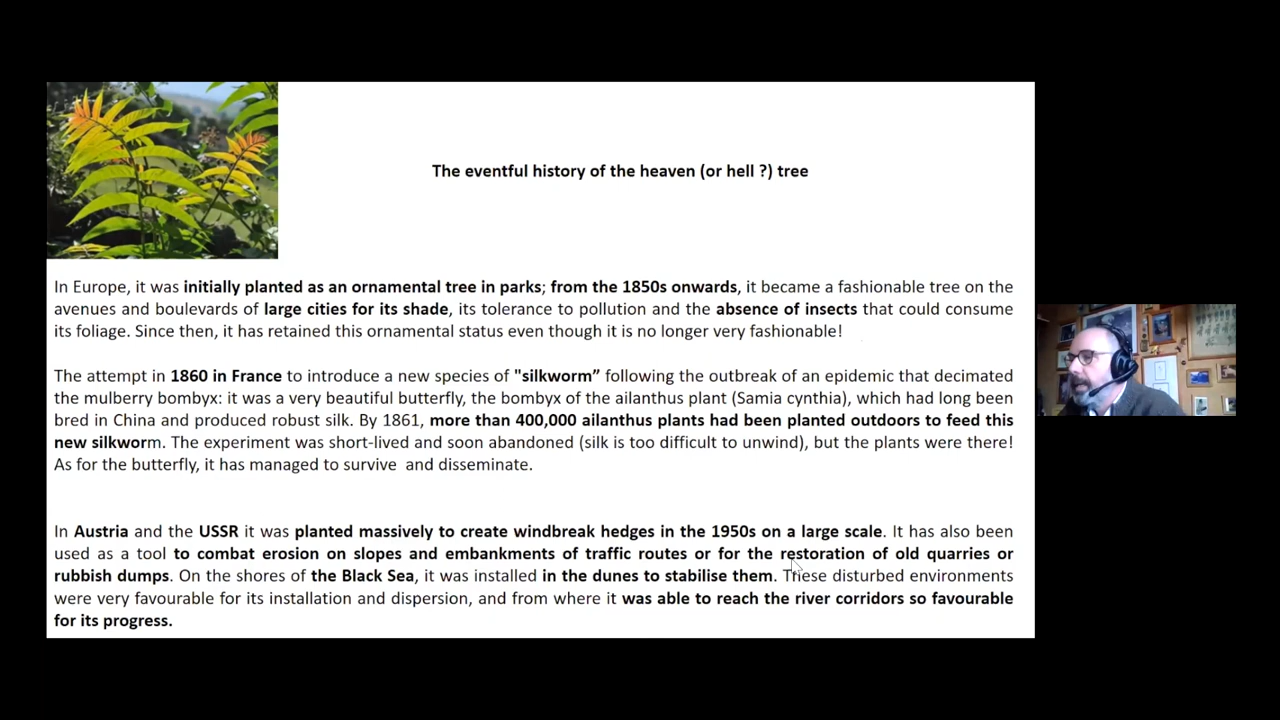 The eventful history of the heaven (or hell ?) tree
In Europe, it was initially planted as an ornamental tree in parks; from the 1850s onwards, it became a fashionable tree on the
avenues and boulevards of large cities for its shade, its tolerance to pollution and the absence of insects that could consume
its foliage. Since then, it has retained this ornamental status even though it is no longer very fashionable!
The attempt in 1860 in France to introduce a new species of "silkworm” following the outbreak of an epidemic that decimated
the mulberry bombyx: it was a very beautiful butterfly, the bombyx of the ailanthus plant (Samia cynthia), which had long been
bred in China and produced robust silk. By 1861, more than 400,000 ailanthus plants had been planted outdoors to feed this
new silkworm. The experiment was short-lived and soon abandoned (silk is too difficult to unwind), but the plants were there!
As for the butterfly, it has managed to survive and disseminate.
In Austria and the USSR it was planted massively to create windbreak hedges in the 1950s on a large scale. It has also been
used as a tool to combat erosion on slopes and embankments of traffic routes or for the restoration of old quarries or
rubbish dumps. On the shores of the Black Sea, it was installed in the dunes to stabilise them. These disturbed environments
were very favourable for its installation and dispersion, and from where it was able to reach the river corridors so favourable
for its progress.